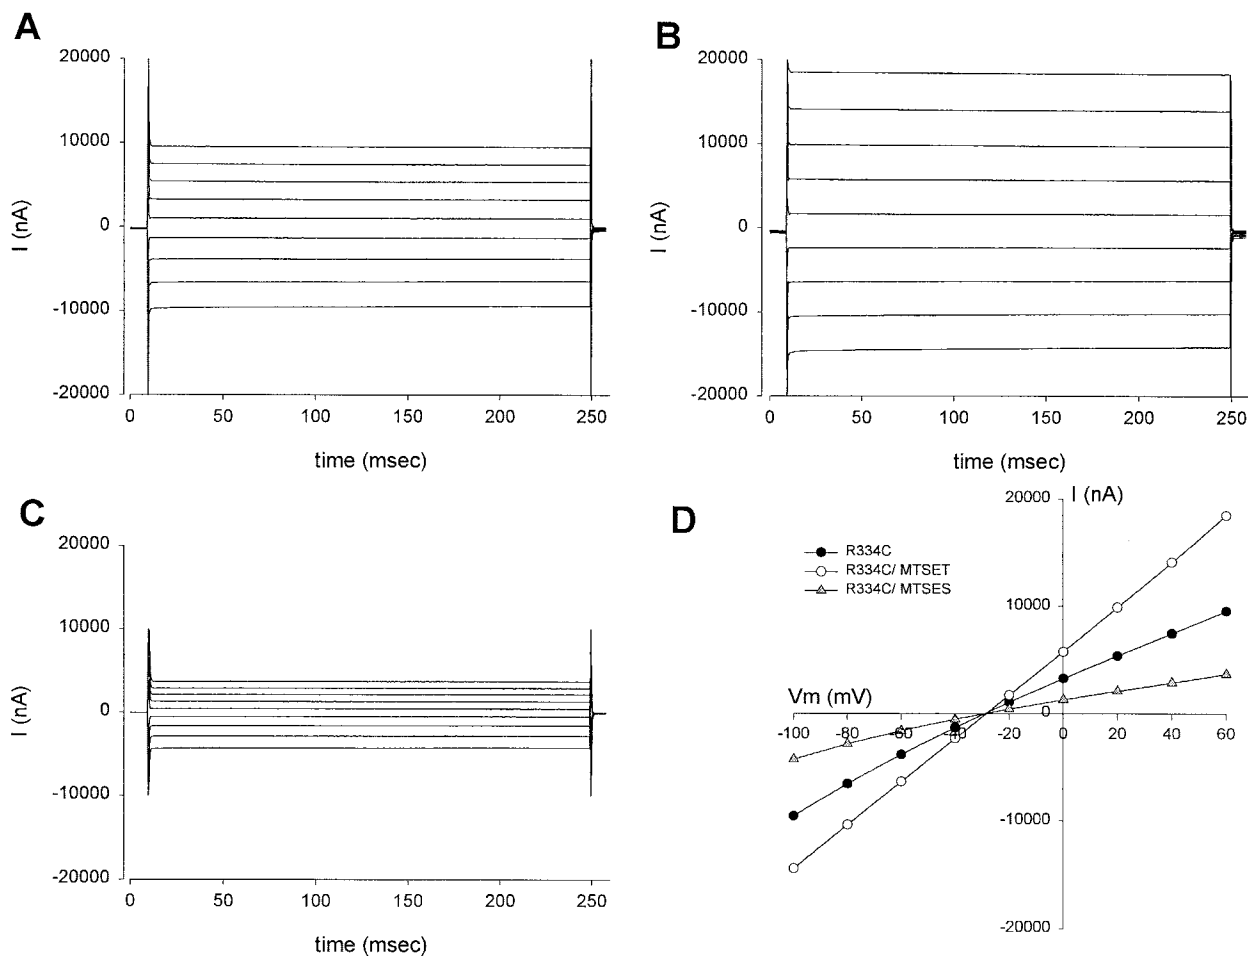 A
20000
10000
0
-10000
-20000
I (nA)
0 50 100 150 200 250
time (msec)
B
20000
10000
0
-10000
-20000
I (nA)
0 50 100 150 200 250
time (msec)
C
20000
10000
0
-10000
-20000
I (nA)
0 50 100 150 200 250
time (msec)
D
20000 I (nA)
R334C
R334C/ MTSET
R334C/ MTSES
10000
Vm (mV)
0
-100 -80 -60 -40 -20 0 20 40 60
-10000
-20000